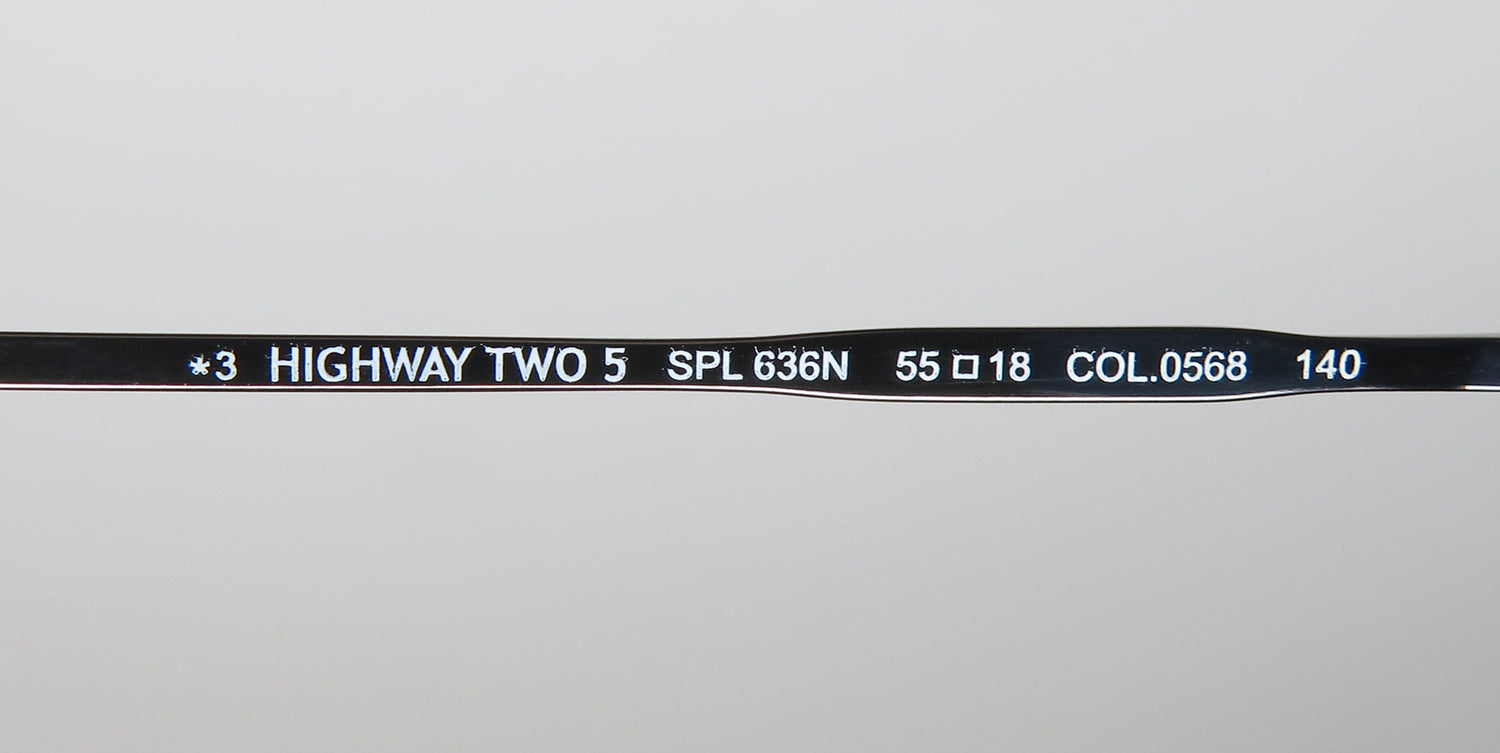 *3 HIGHWAY TWO 5 SPL 636N 55□18 COL.0568 140